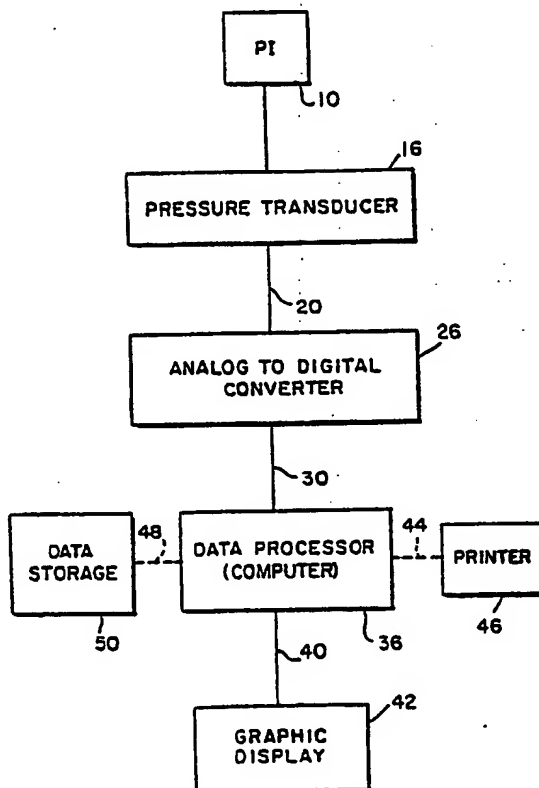 PI
10
16
PRESSURE TRANSDUCER
20
26
ANALOG TO DIGITAL
CONVERTER
30
48
44
DATA
STORAGE
DATA PROCESSOR
(COMPUTER)
PRINTER
50
36
46
40
42
GRAPHIC
DISPLAY